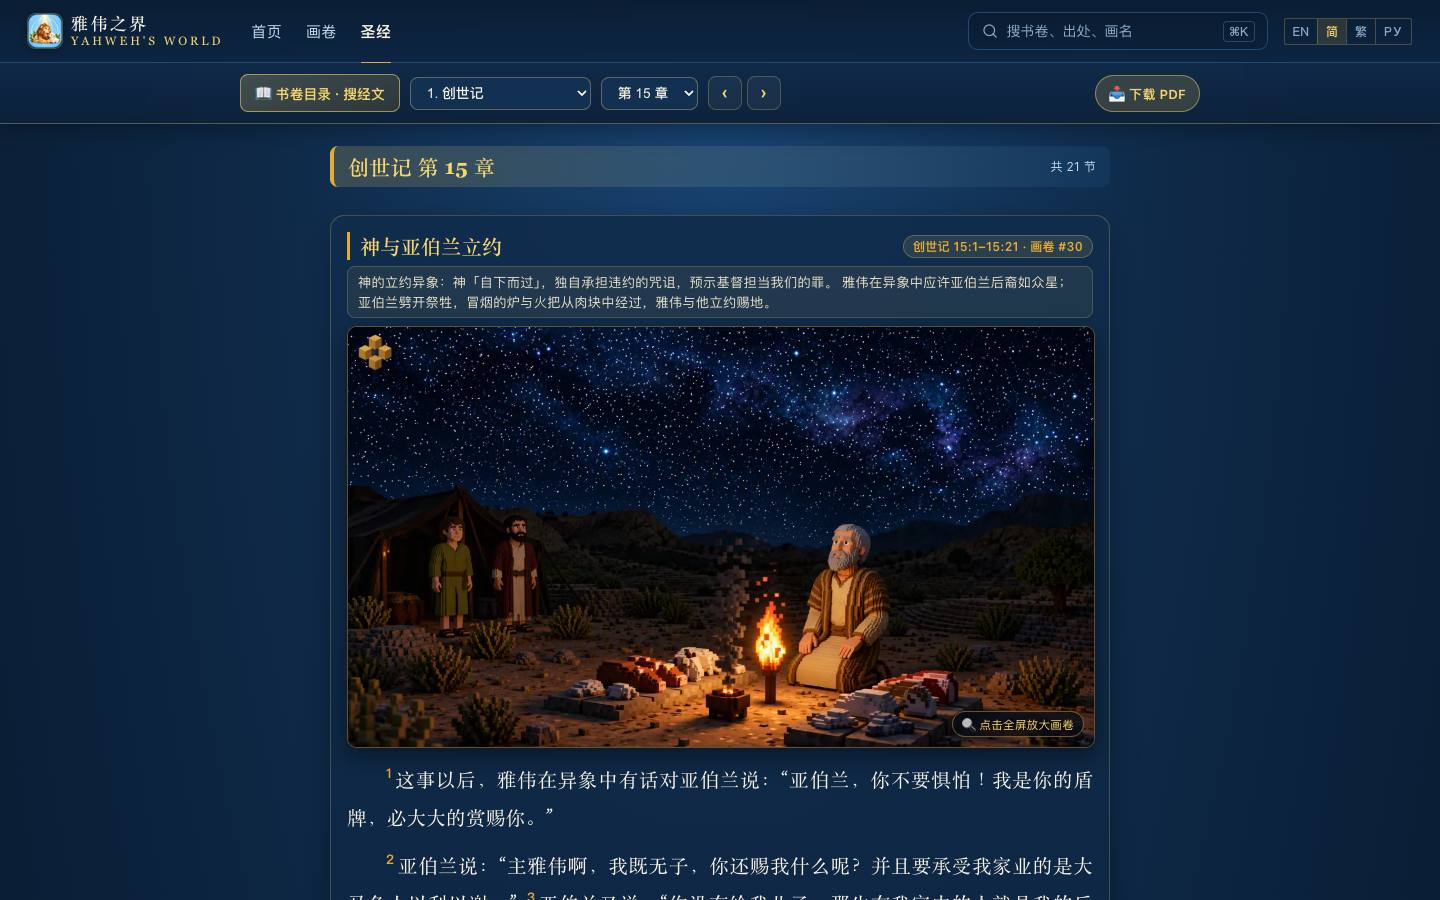 雅伟之界
YAHWEH'S WORLD
首页 画卷 圣经
搜书卷、出处、画名 ⌘K
EN 简 繁 РУ
书卷目录 · 搜经文
1. 创世记
第 15 章
‹ ›
下载 PDF
创世记 第 15 章
共 21 节
神与亚伯兰立约
创世记 15:1–15:21 · 画卷 #30
神的立约异象：神「自下而过」，独自承担违约的咒诅，预示基督担当我们的罪。 雅伟在异象中应许亚伯兰后裔如众星；
亚伯兰劈开祭牲，冒烟的炉与火把从肉块中经过，雅伟与他立约赐地。
点击全屏放大画卷
1 这事以后，雅伟在异象中有话对亚伯兰说：“亚伯兰，你不要惧怕！我是你的盾
牌，必大大的赏赐你。”
2 亚伯兰说：“主雅伟啊，我既无子，你还赐我什么呢？并且要承受我家业的是大